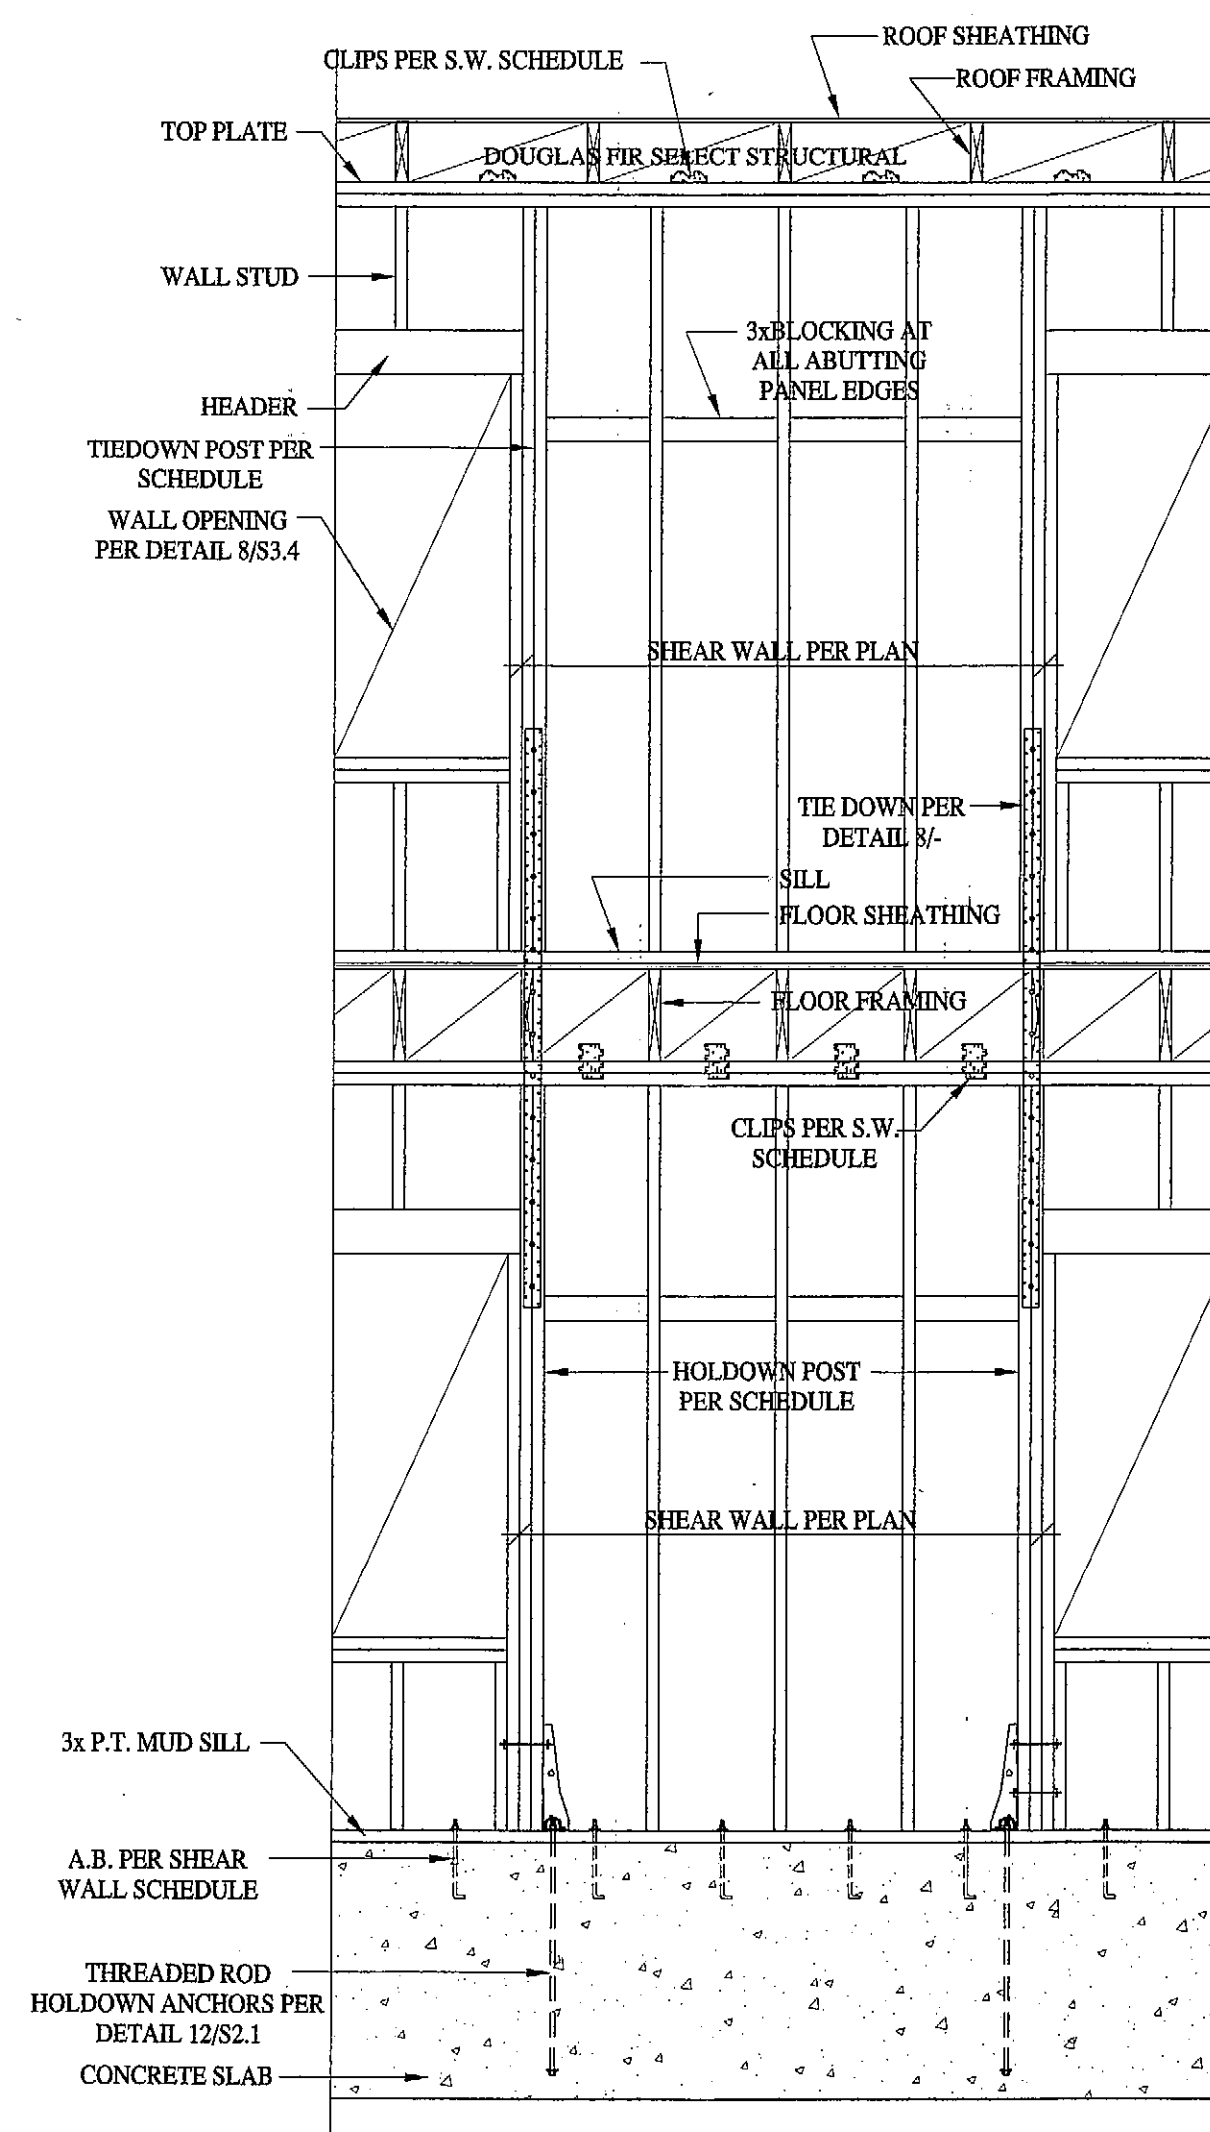 ROOF SHEATHING
CLIPS PER S.W. SCHEDULE
ROOF FRAMING
TOP PLATE
DOUGLAS FIR SELECT STRUCTURAL
WALL STUD
3xBLOCKING AT
ALL ABUTTING
PANEL EDGES
HEADER
TIEDOWN POST PER
SCHEDULE
WALL OPENING
PER DETAIL 8/S3.4
SHEAR WALL PER PLAN
TIE DOWN PER
DETAIL 8/-
SILL
FLOOR SHEATHING
FLOOR FRAMING
CLIPS PER S.W.
SCHEDULE
HOLDOWN POST
PER SCHEDULE
SHEAR WALL PER PLAN
3x P.T. MUD SILL
A.B. PER SHEAR
WALL SCHEDULE
THREADED ROD
HOLDOWN ANCHORS PER
DETAIL 12/S2.1
CONCRETE SLAB